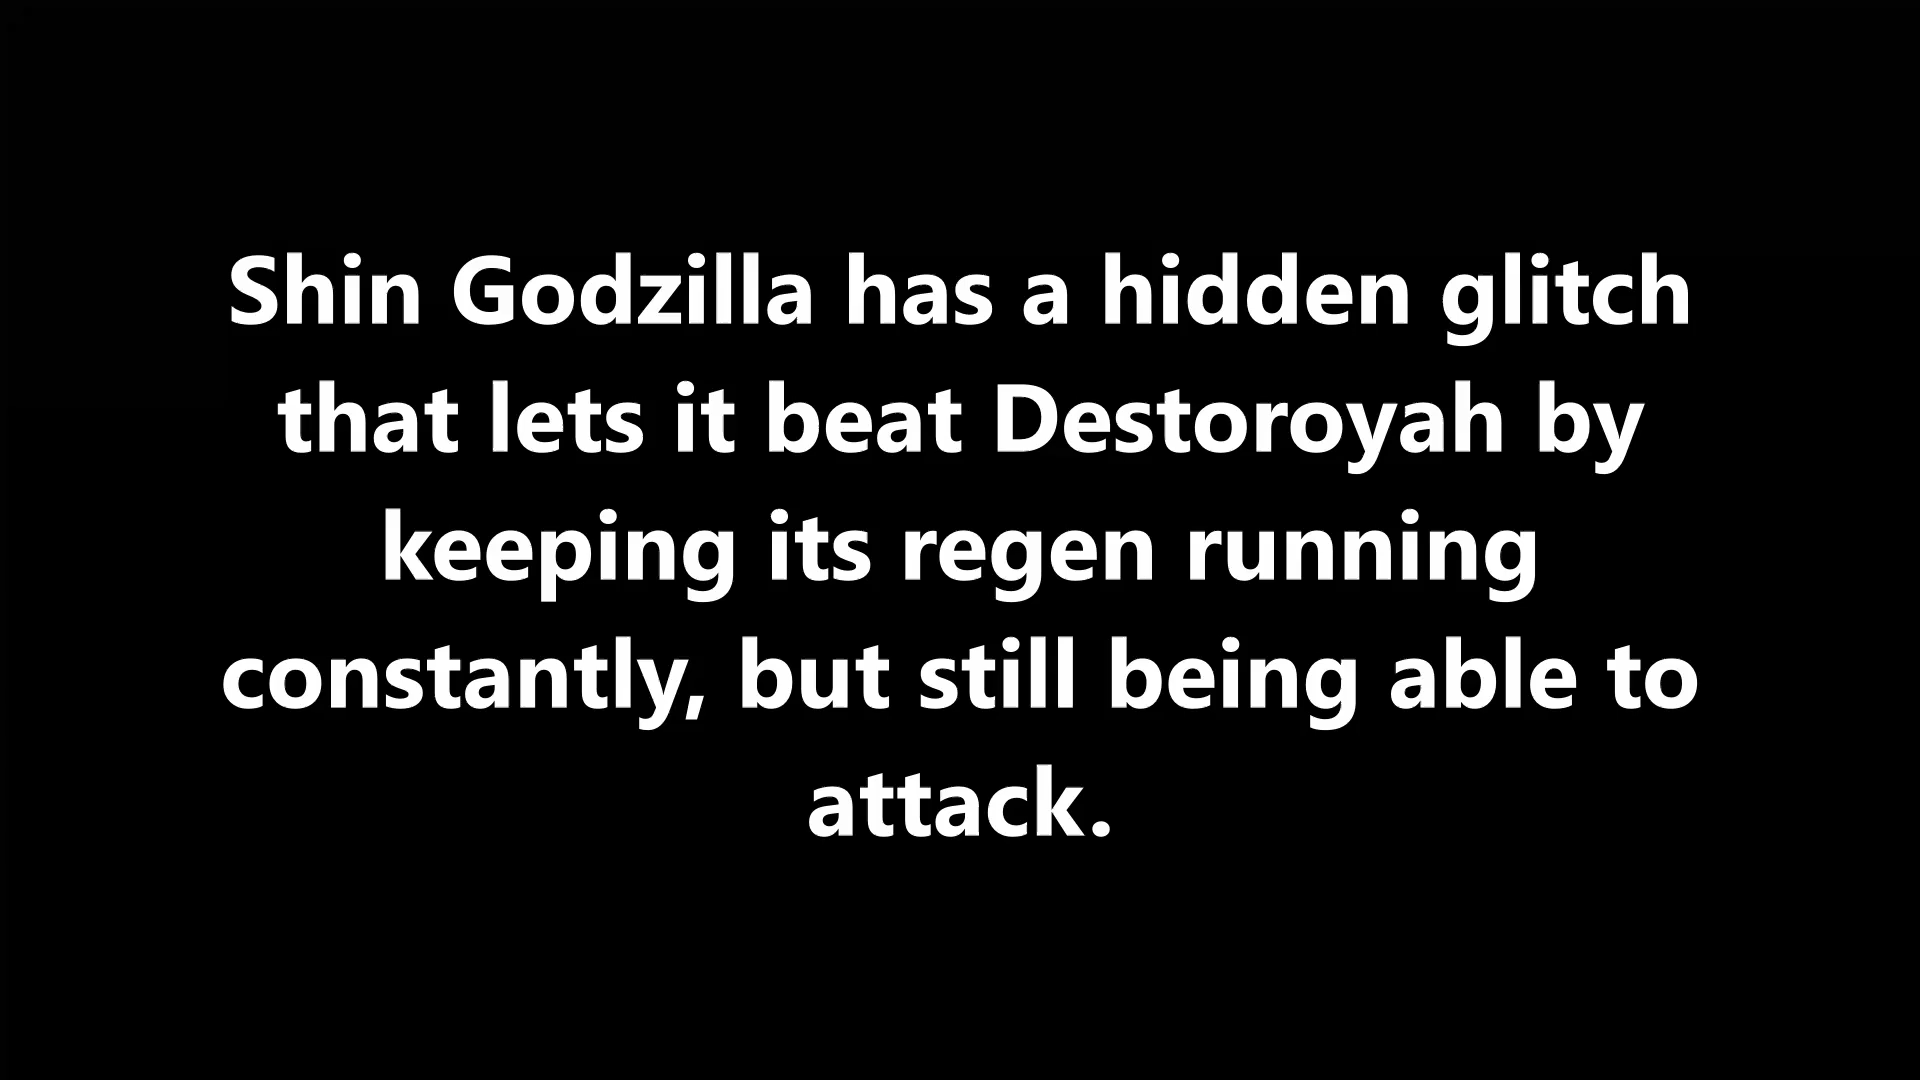 Shin Godzilla has a hidden glitch
that lets it beat Destoroyah by
keeping its regen running
constantly, but still being able to
attack.